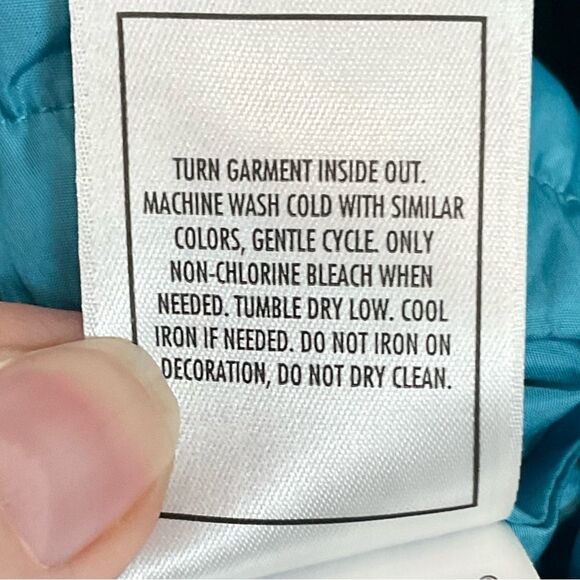 TURN GARMENT INSIDE OUT.
MACHINE WASH COLD WITH SIMILAR
COLORS, GENTLE CYCLE. ONLY
NON-CHLORINE BLEACH WHEN
NEEDED. TUMBLE DRY LOW. COOL
IRON IF NEEDED. DO NOT IRON ON
DECORATION, DO NOT DRY CLEAN.